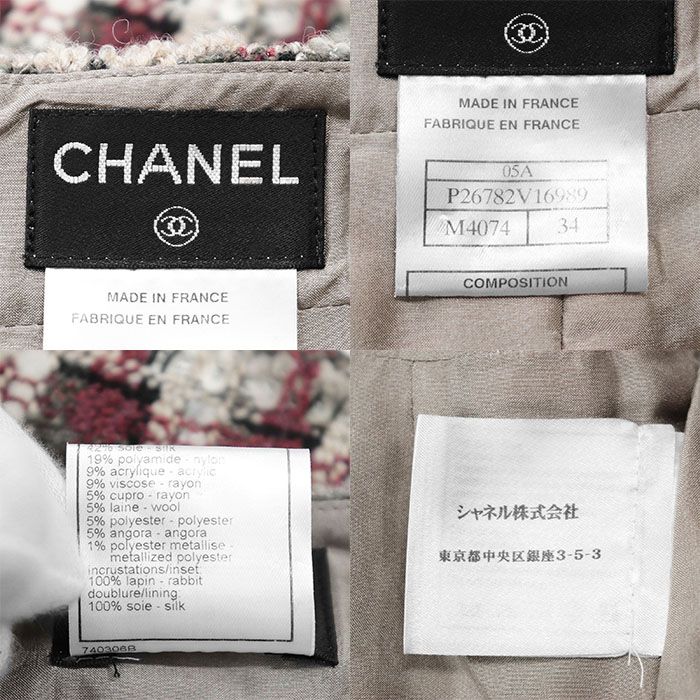 CHANEL
MADE IN FRANCE
FABRIQUE EN FRANCE
MADE IN FRANCE
FABRIQUE EN FRANCE
05A
P26782V16989
M4074 34
COMPOSITION
42% soie - silk
19% polyamide - nylon
9% acrylique - acrylic
9% viscose - rayon
5% cupro - rayon
5% laine - wool
5% polyester - polyester
5% angora - angora
1% polyester metallise -
metallized polyester
incrustations/inset:
100% lapin - rabbit
doublure/lining:
100% soie - silk
740306B
シャネル株式会社
東京都中央区銀座3-5-3